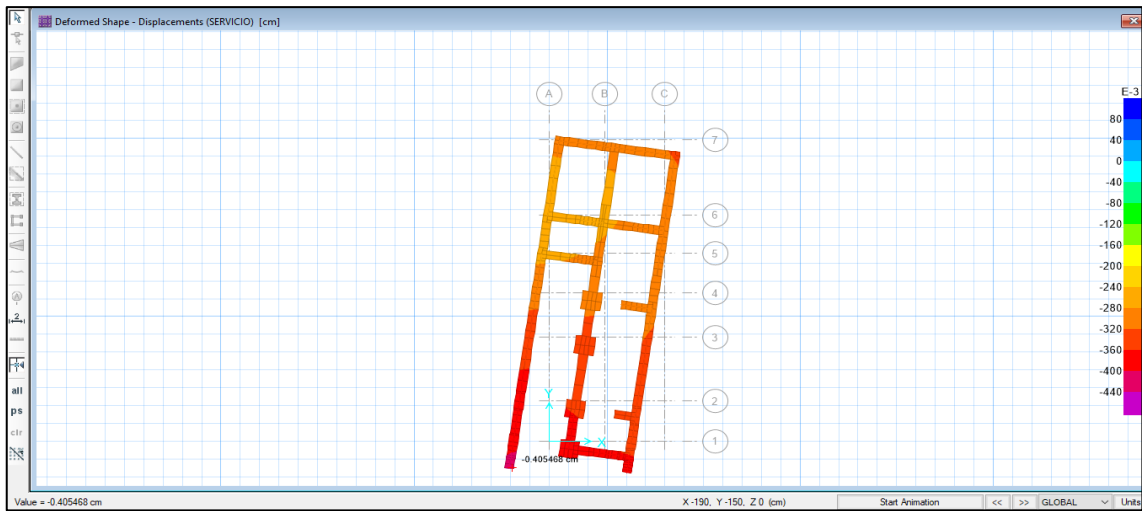 Deformed Shape - Displacements (SERVICIO) [cm]
A B C
E-3
80
40
0
-40
-80
-120
-160
-200
-240
-280
-320
-360
-400
-440
7
6
5
4
3
2
1
Y
X
-0.405468 cm
2
all
ps
clr
Value = -0.405468 cm
X -190, Y -150, Z 0 (cm)
Start Animation
<< >>
GLOBAL
Units